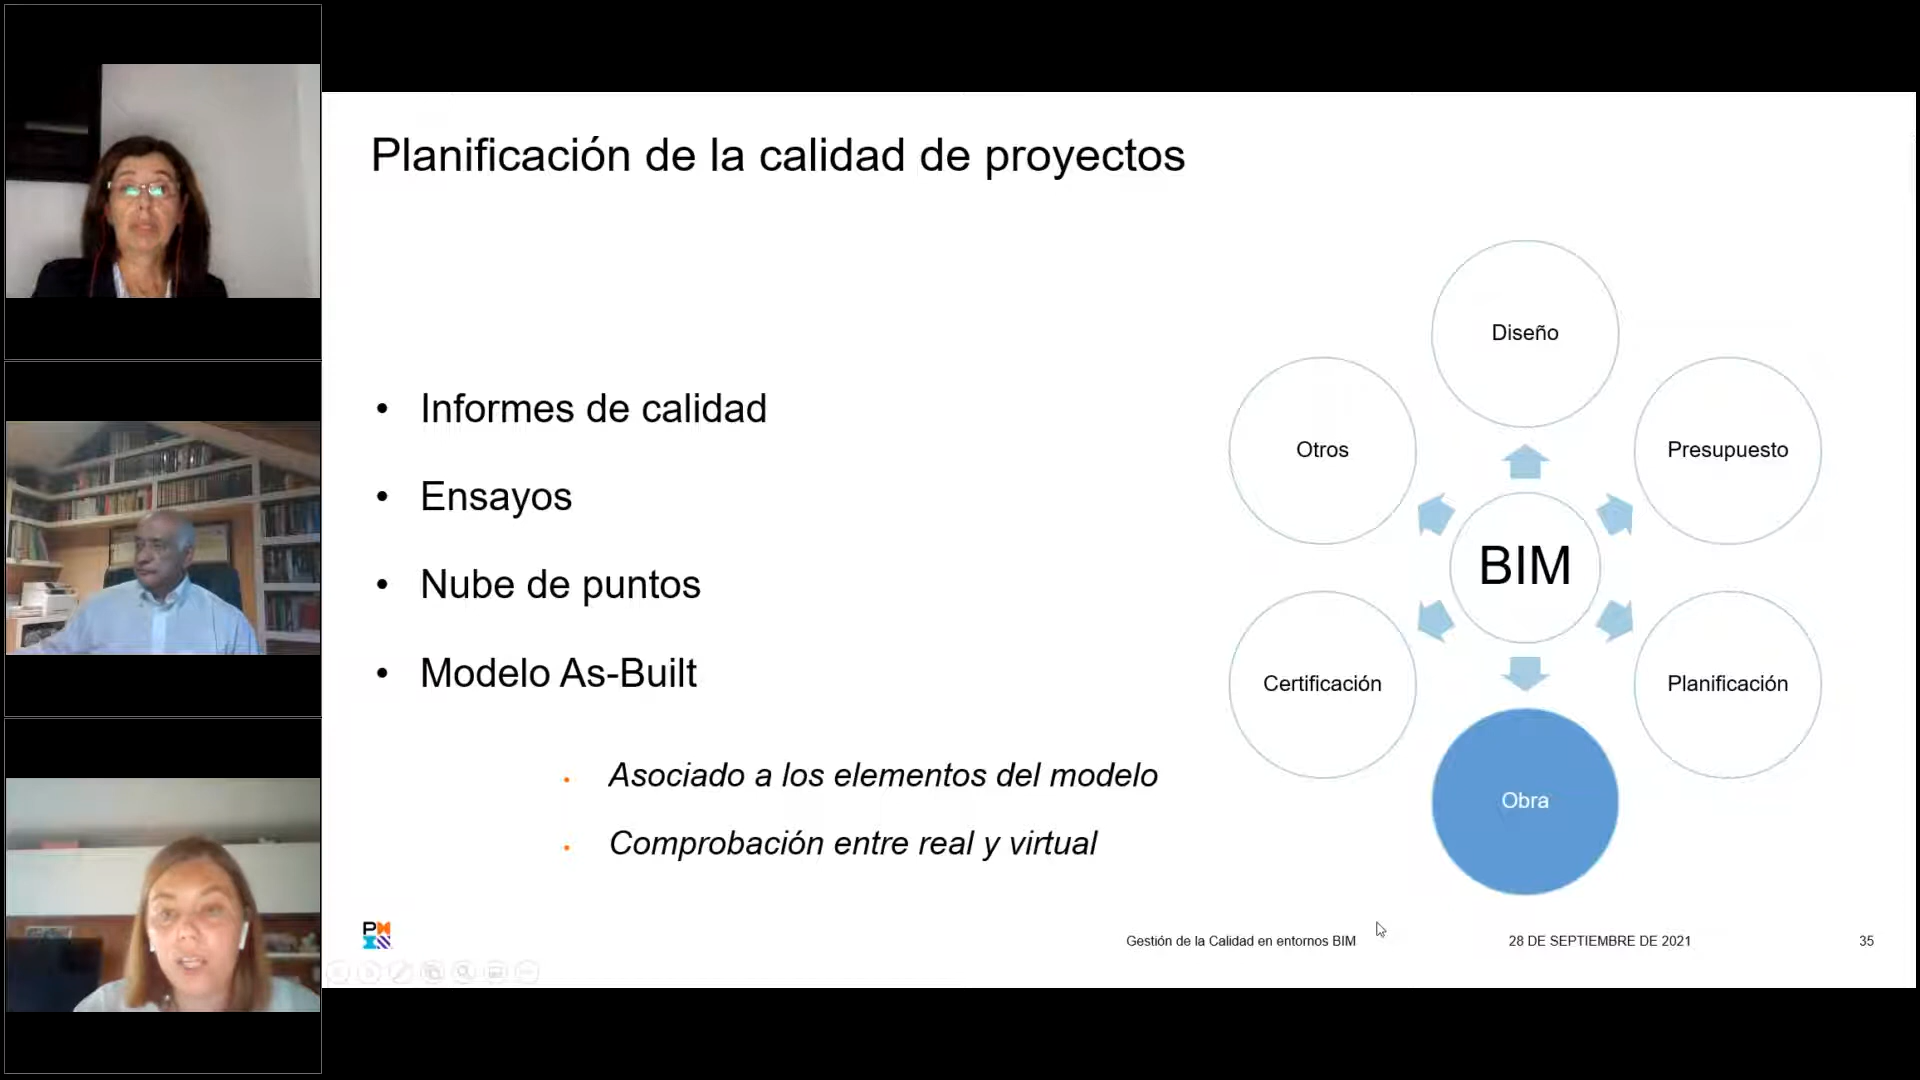 Planificación de la calidad de proyectos
• Informes de calidad
• Ensayos
• Nube de puntos
• Modelo As-Built
• Asociado a los elementos del modelo
• Comprobación entre real y virtual
Diseño
Otros
Presupuesto
BIM
Certificación
Planificación
Obra
Gestión de la Calidad en entornos BIM
28 DE SEPTIEMBRE DE 2021
35